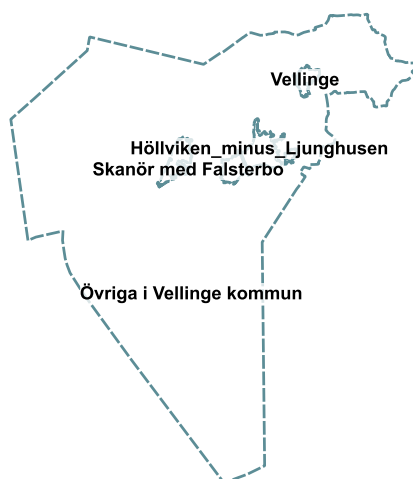 Vellinge
Höllviken_minus_Ljunghusen
Skanör med Falsterbo
Övriga i Vellinge kommun